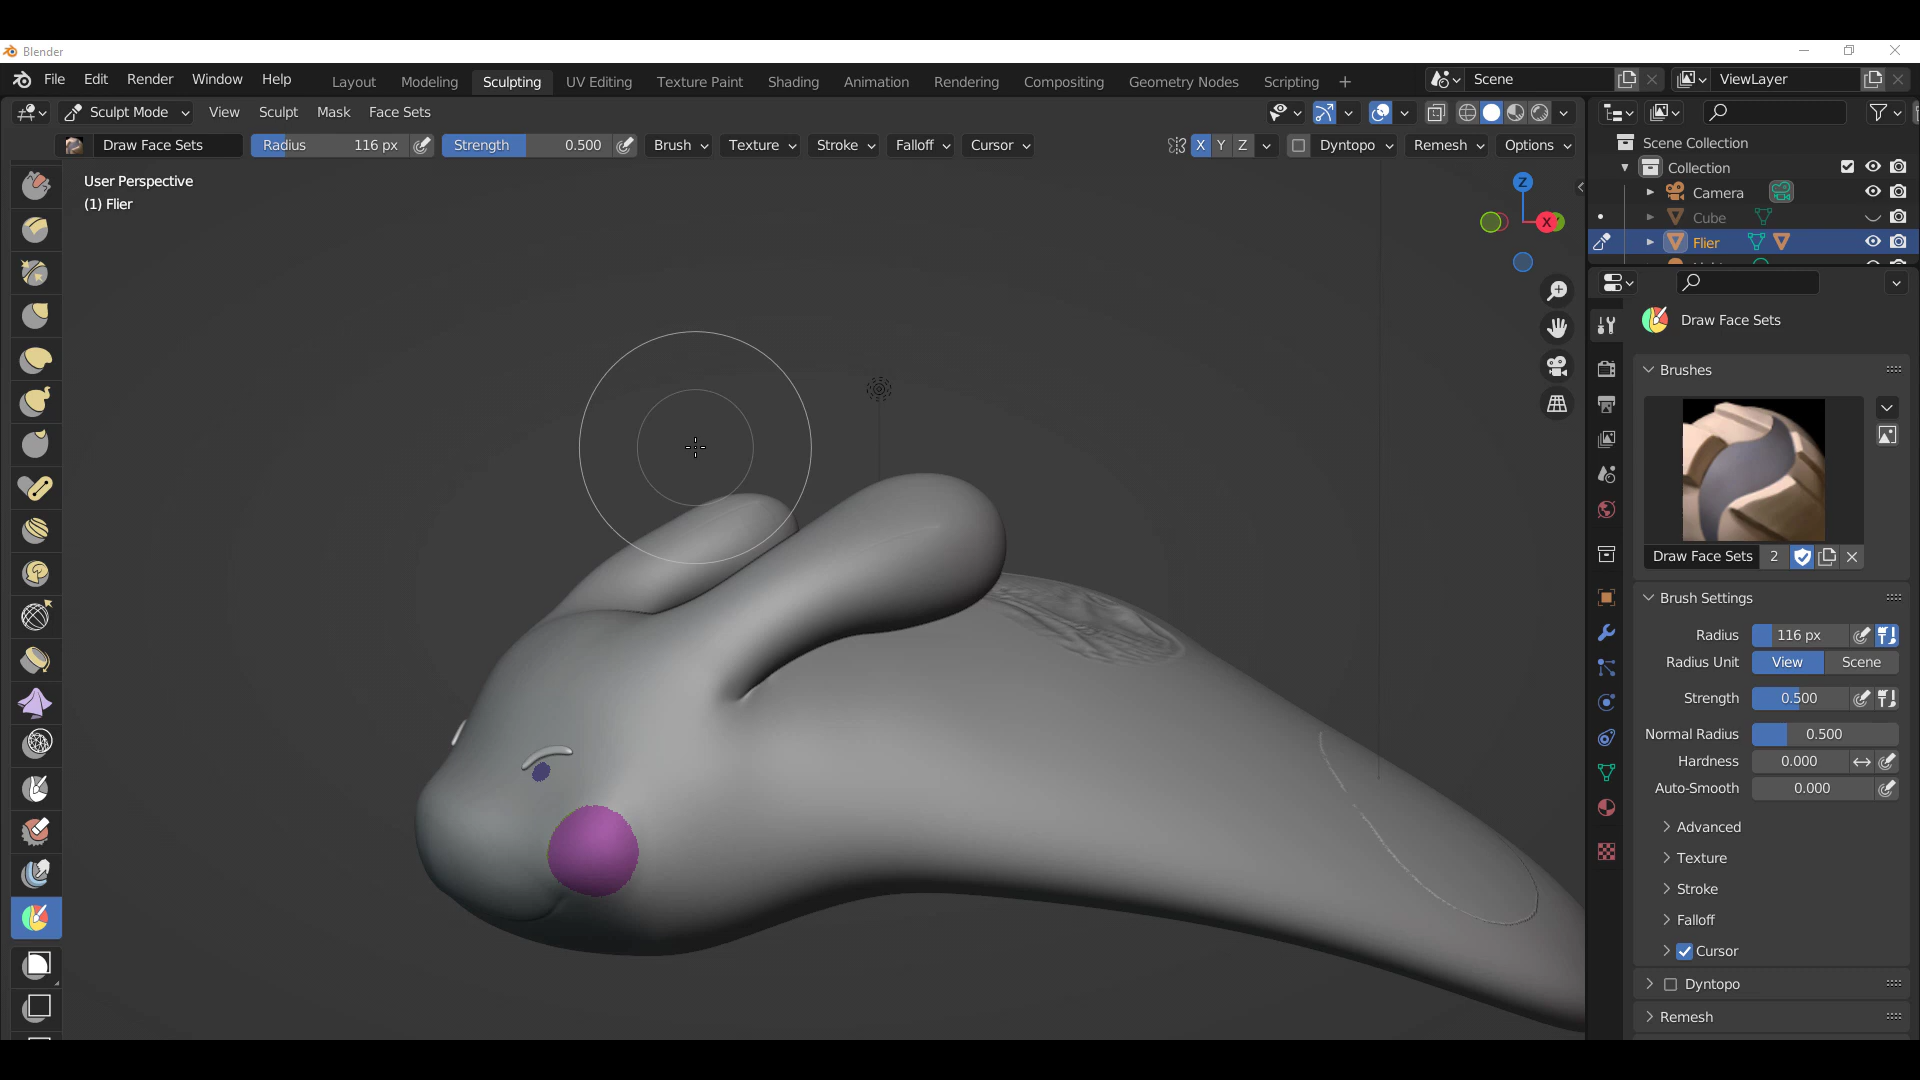 Blender
File Edit Render Window Help Layout Modeling Sculpting UV Editing Texture Paint Shading Animation Rendering Compositing Geometry Nodes Scripting + Scene ViewLayer
Sculpt Mode View Sculpt Mask Face Sets
Draw Face Sets Radius 116 px Strength 0.500 Brush Texture Stroke Falloff Cursor X Y Z Dyntopo Remesh Options
User Perspective
(1) Flier
Z
X
Scene Collection
Collection
Camera
Cube
Flier
Draw Face Sets
Brushes
Draw Face Sets 2
Brush Settings
Radius 116 px
Radius Unit View Scene
Strength 0.500
Normal Radius 0.500
Hardness 0.000
Auto-Smooth 0.000
Advanced
Texture
Stroke
Falloff
Cursor
Dyntopo
Remesh